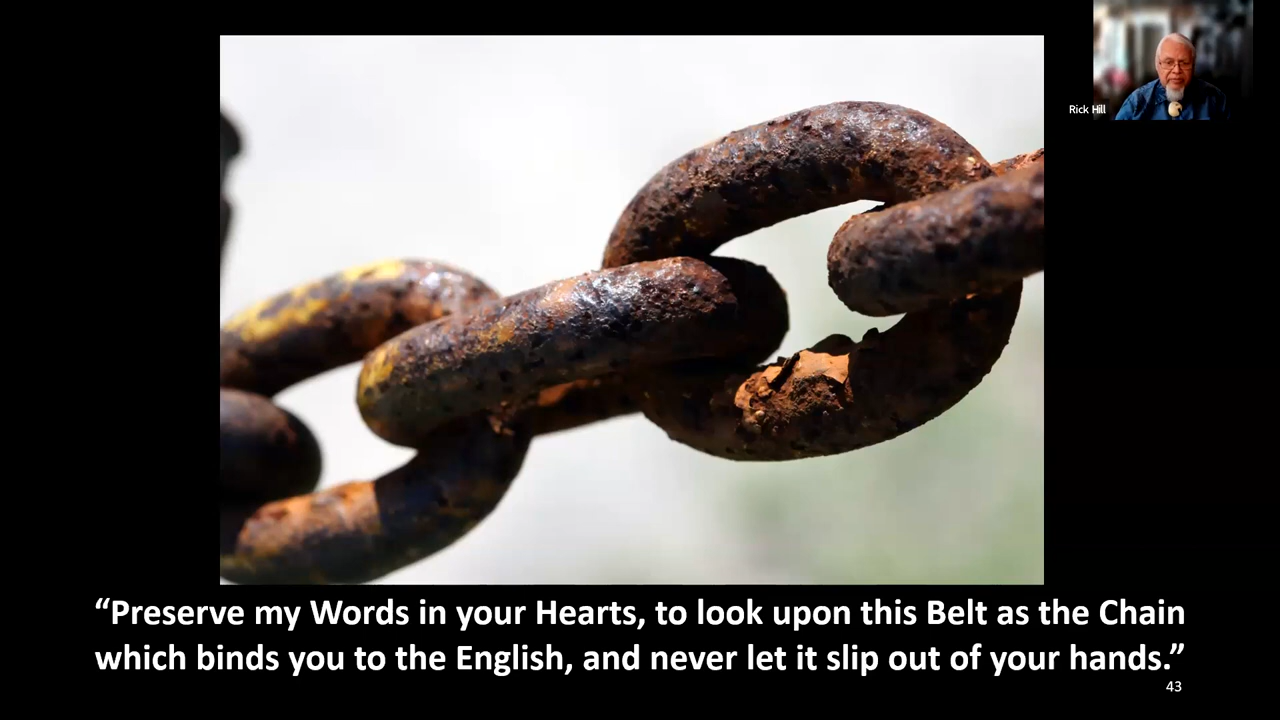 Rick Hill
“Preserve my Words in your Hearts, to look upon this Belt as the Chain
which binds you to the English, and never let it slip out of your hands.”
43